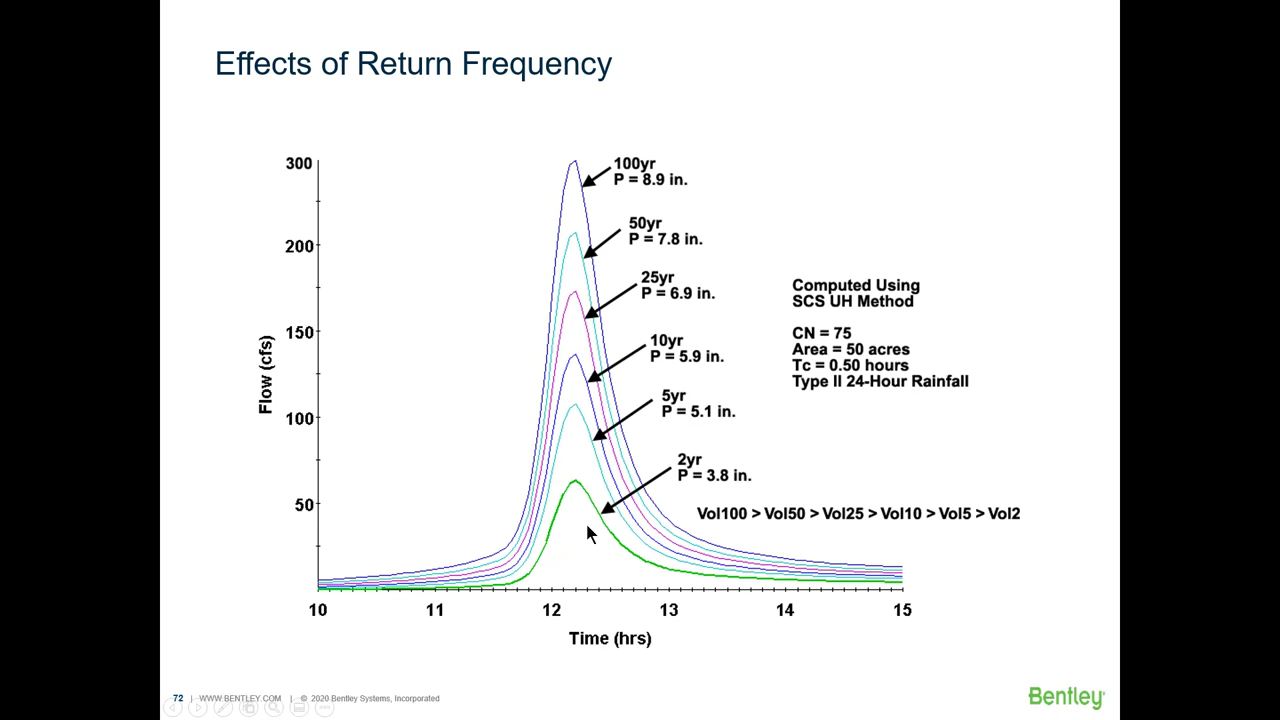 Effects of Return Frequency
300
200
150
100
50
Flow (cfs)
10
11
12
13
14
15
Time (hrs)
100yr
P = 8.9 in.
50yr
P = 7.8 in.
25yr
P = 6.9 in.
10yr
P = 5.9 in.
5yr
P = 5.1 in.
2yr
P = 3.8 in.
Computed Using
SCS UH Method
CN = 75
Area = 50 acres
Tc = 0.50 hours
Type II 24-Hour Rainfall
Vol100 > Vol50 > Vol25 > Vol10 > Vol5 > Vol2
72 | WWW.BENTLEY.COM | © 2020 Bentley Systems, Incorporated
Bentley